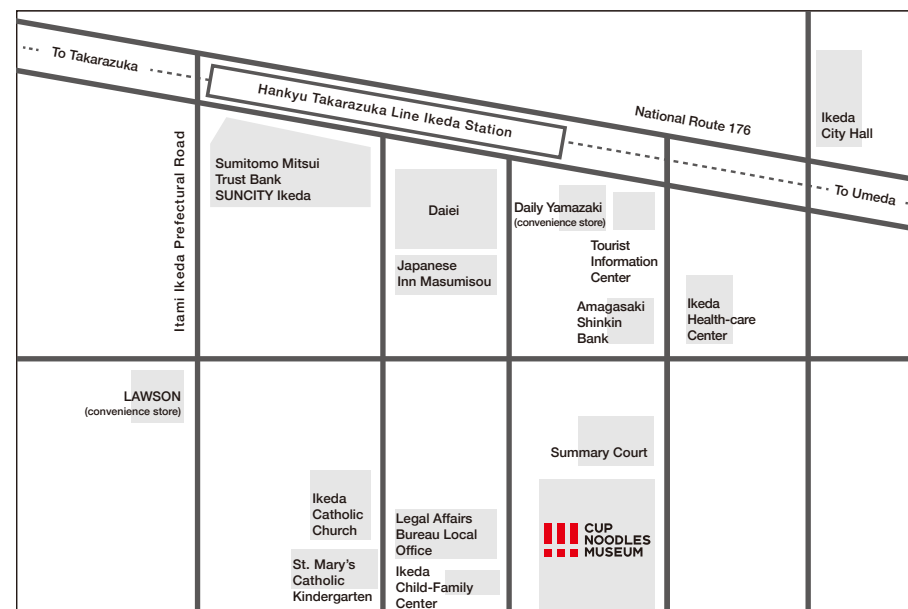 To Takarazuka
Hankyu Takarazuka Line Ikeda Station
National Route 176
Ikeda
City Hall
To Umeda
Itami Ikeda Prefectural Road
Sumitomo Mitsui
Trust Bank
SUNCITY Ikeda
Daiei
Daily Yamazaki
(convenience store)
Tourist
Information
Center
Japanese
Inn Masumisou
Amagasaki
Shinkin
Bank
Ikeda
Health-care
Center
LAWSON
(convenience store)
Summary Court
Ikeda
Catholic
Church
Legal Affairs
Bureau Local
Office
CUP
NOODLES
MUSEUM
St. Mary's
Catholic
Kindergarten
Ikeda
Child-Family
Center